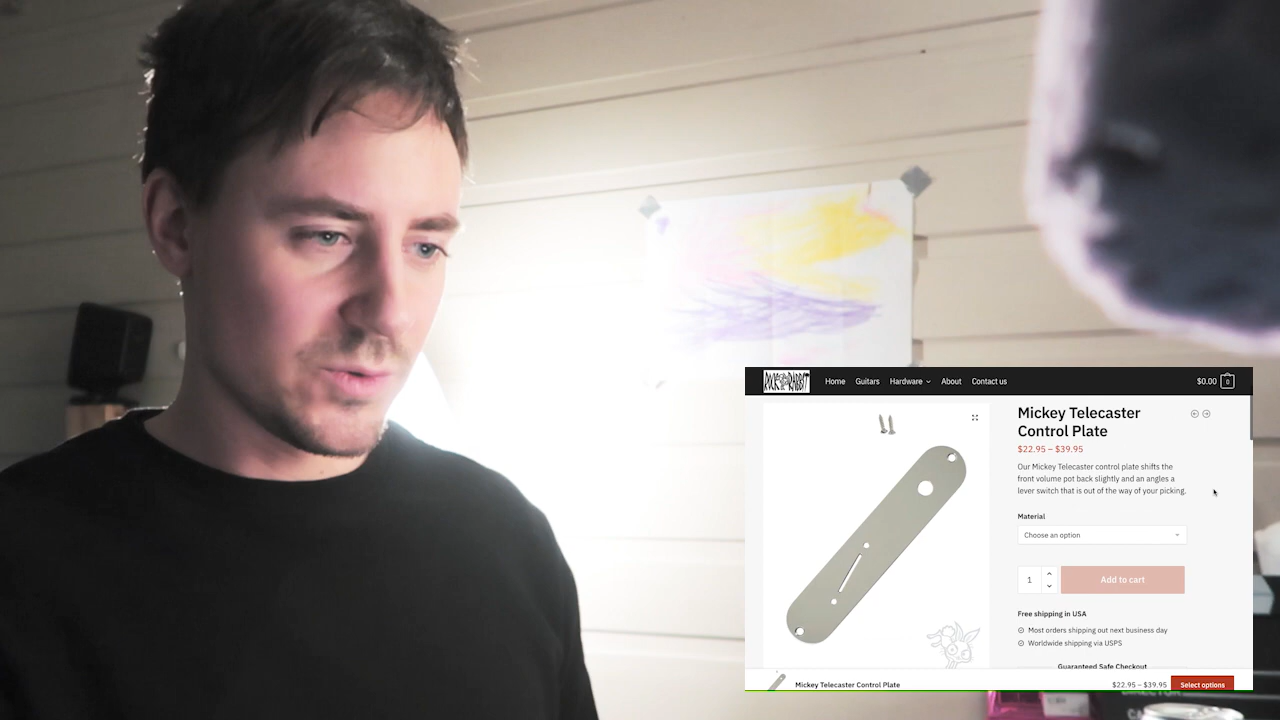 ROCK RABBIT
Home Guitars Hardware About Contact us
$0.00 0
Mickey Telecaster
Control Plate
$22.95 – $39.95
Our Mickey Telecaster control plate shifts the
front volume pot back slightly and an angles a
lever switch that is out of the way of your picking.
Material
Choose an option
1 Add to cart
Free shipping in USA
Most orders shipping out next business day
Worldwide shipping via USPS
Guaranteed Safe Checkout
Mickey Telecaster Control Plate $22.95 – $39.95 Select options
DIRECTOR